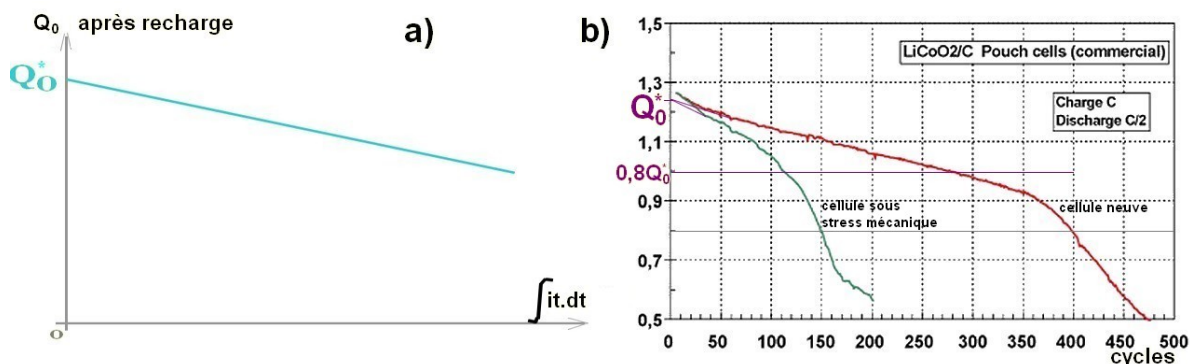 Q₀ après recharge
a)
Q₀*
∫it.dt
0
b)
LiCoO2/C Pouch cells (commercial)
Charge C
Discharge C/2
1,5
1,3
Q₀*
1,1
0,8Q₀*
0,9
0,7
0,5
cellule sous
stress mécanique
cellule neuve
0 50 100 150 200 250 300 350 400 450 500
cycles